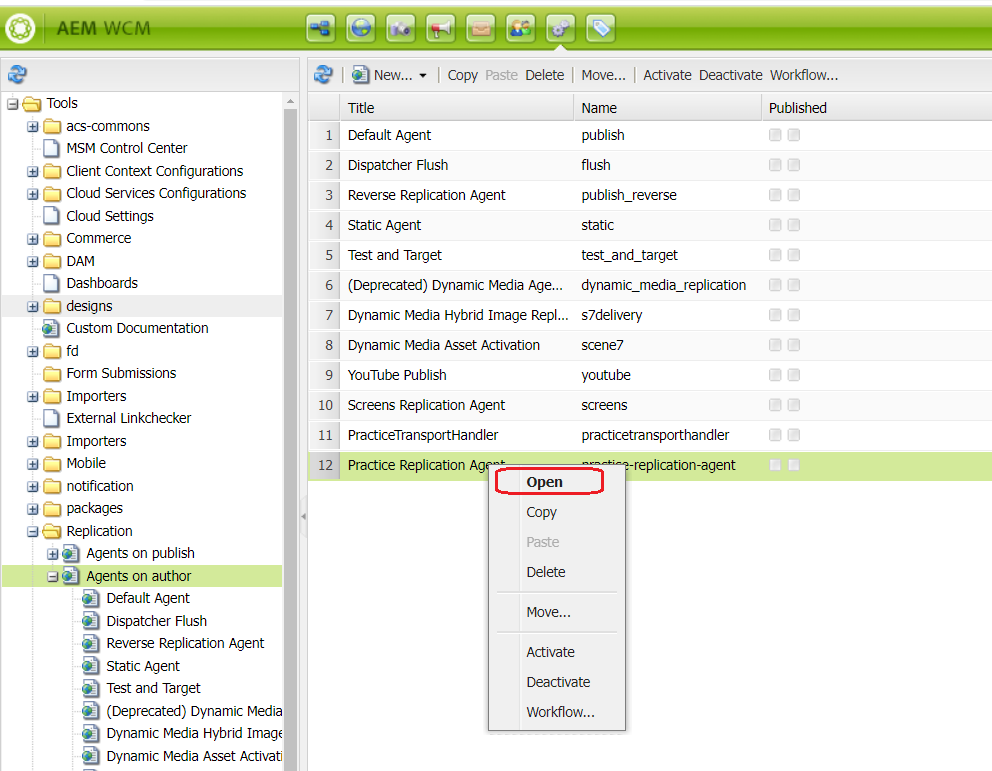 AEM WCM
New...
Copy
Paste
Delete
Move...
Activate
Deactivate
Workflow...
Tools
acs-commons
MSM Control Center
Client Context Configurations
Cloud Services Configurations
Cloud Settings
Commerce
DAM
Dashboards
designs
Custom Documentation
fd
Form Submissions
Importers
External Linkchecker
Importers
Mobile
notification
packages
Replication
Agents on publish
Agents on author
Default Agent
Dispatcher Flush
Reverse Replication Agent
Static Agent
Test and Target
(Deprecated) Dynamic Media
Dynamic Media Hybrid Image
Dynamic Media Asset Activati
Title Name Published
1 Default Agent publish
2 Dispatcher Flush flush
3 Reverse Replication Agent publish_reverse
4 Static Agent static
5 Test and Target test_and_target
6 (Deprecated) Dynamic Media Age... dynamic_media_replication
7 Dynamic Media Hybrid Image Repl... s7delivery
8 Dynamic Media Asset Activation scene7
9 YouTube Publish youtube
10 Screens Replication Agent screens
11 PracticeTransportHandler practicetransporthandler
12 Practice Replication Agent practice-replication-agent
Open
Copy
Paste
Delete
Move...
Activate
Deactivate
Workflow...